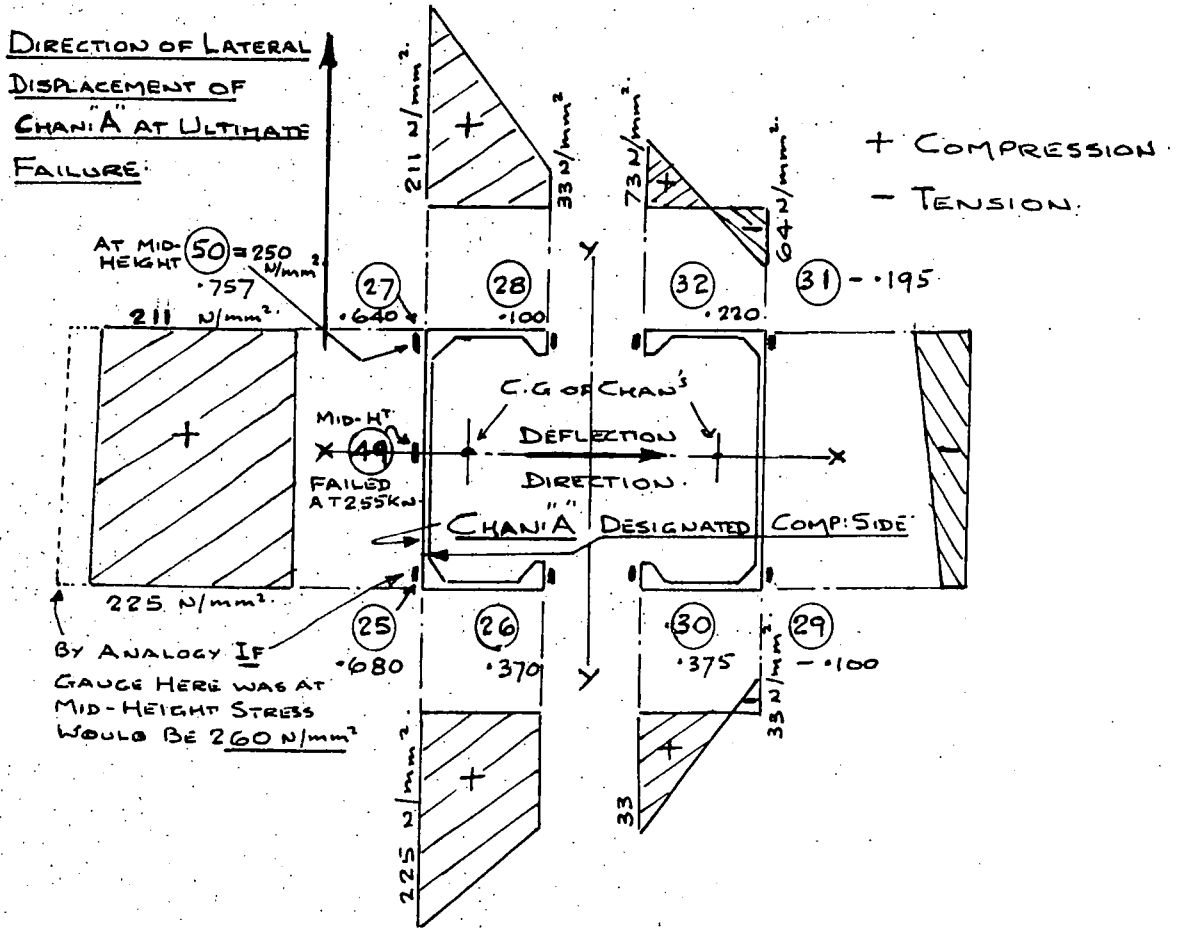 DIRECTION OF LATERAL
DISPLACEMENT OF
CHAN:"A" AT ULTIMATE
FAILURE.
211 N/mm².
+
33 N/mm²
73 N/mm².
+
-
64 N/mm².
+ COMPRESSION.
- TENSION.
AT MID-HEIGHT
50 = 250 N/mm²
.757
27
.640
28
.100
32
.220
31 - .195
Y
211 N/mm².
+
C.G OF CHAN'S
MID-HT.
X
49
FAILED
AT 255KN.
DEFLECTION
DIRECTION.
X
-
CHAN:"A" DESIGNATED COMP: SIDE
225 N/mm².
25
.680
26
.370
Y
30
.375
29
- .100
BY ANALOGY IF
GAUGE HERE WAS AT
MID-HEIGHT STRESS
WOULD BE 260 N/mm²
225 N/mm².
+
33
+
-
33 N/mm².